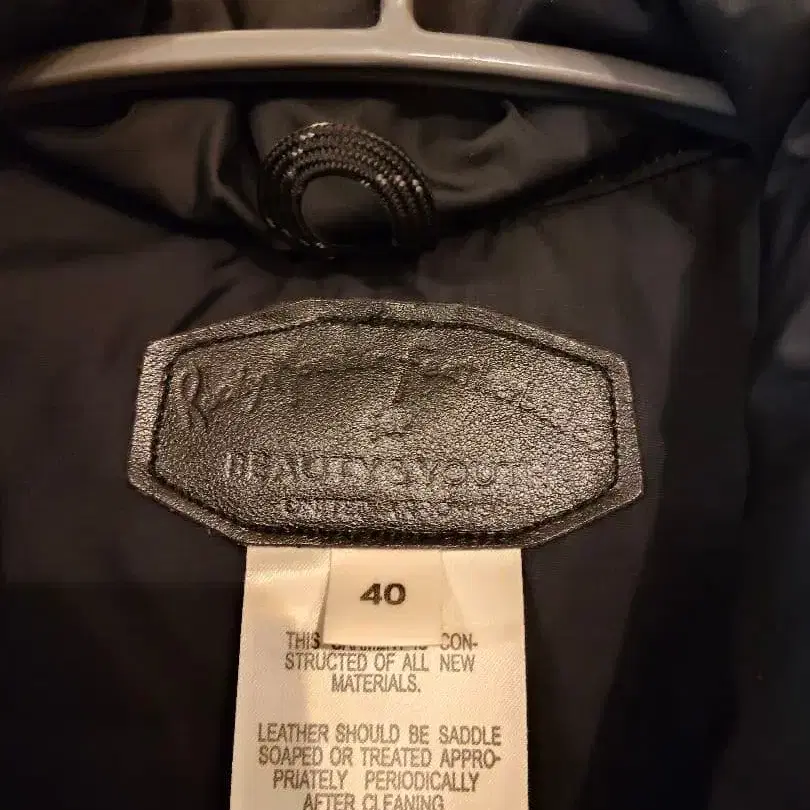 BEAUTY & YOUTH
40
THIS GARMENT IS CON-
STRUCTED OF ALL NEW
MATERIALS.
LEATHER SHOULD BE SADDLE
SOAPED OR TREATED APPRO-
PRIATELY PERIODICALLY
AFTER CLEANING